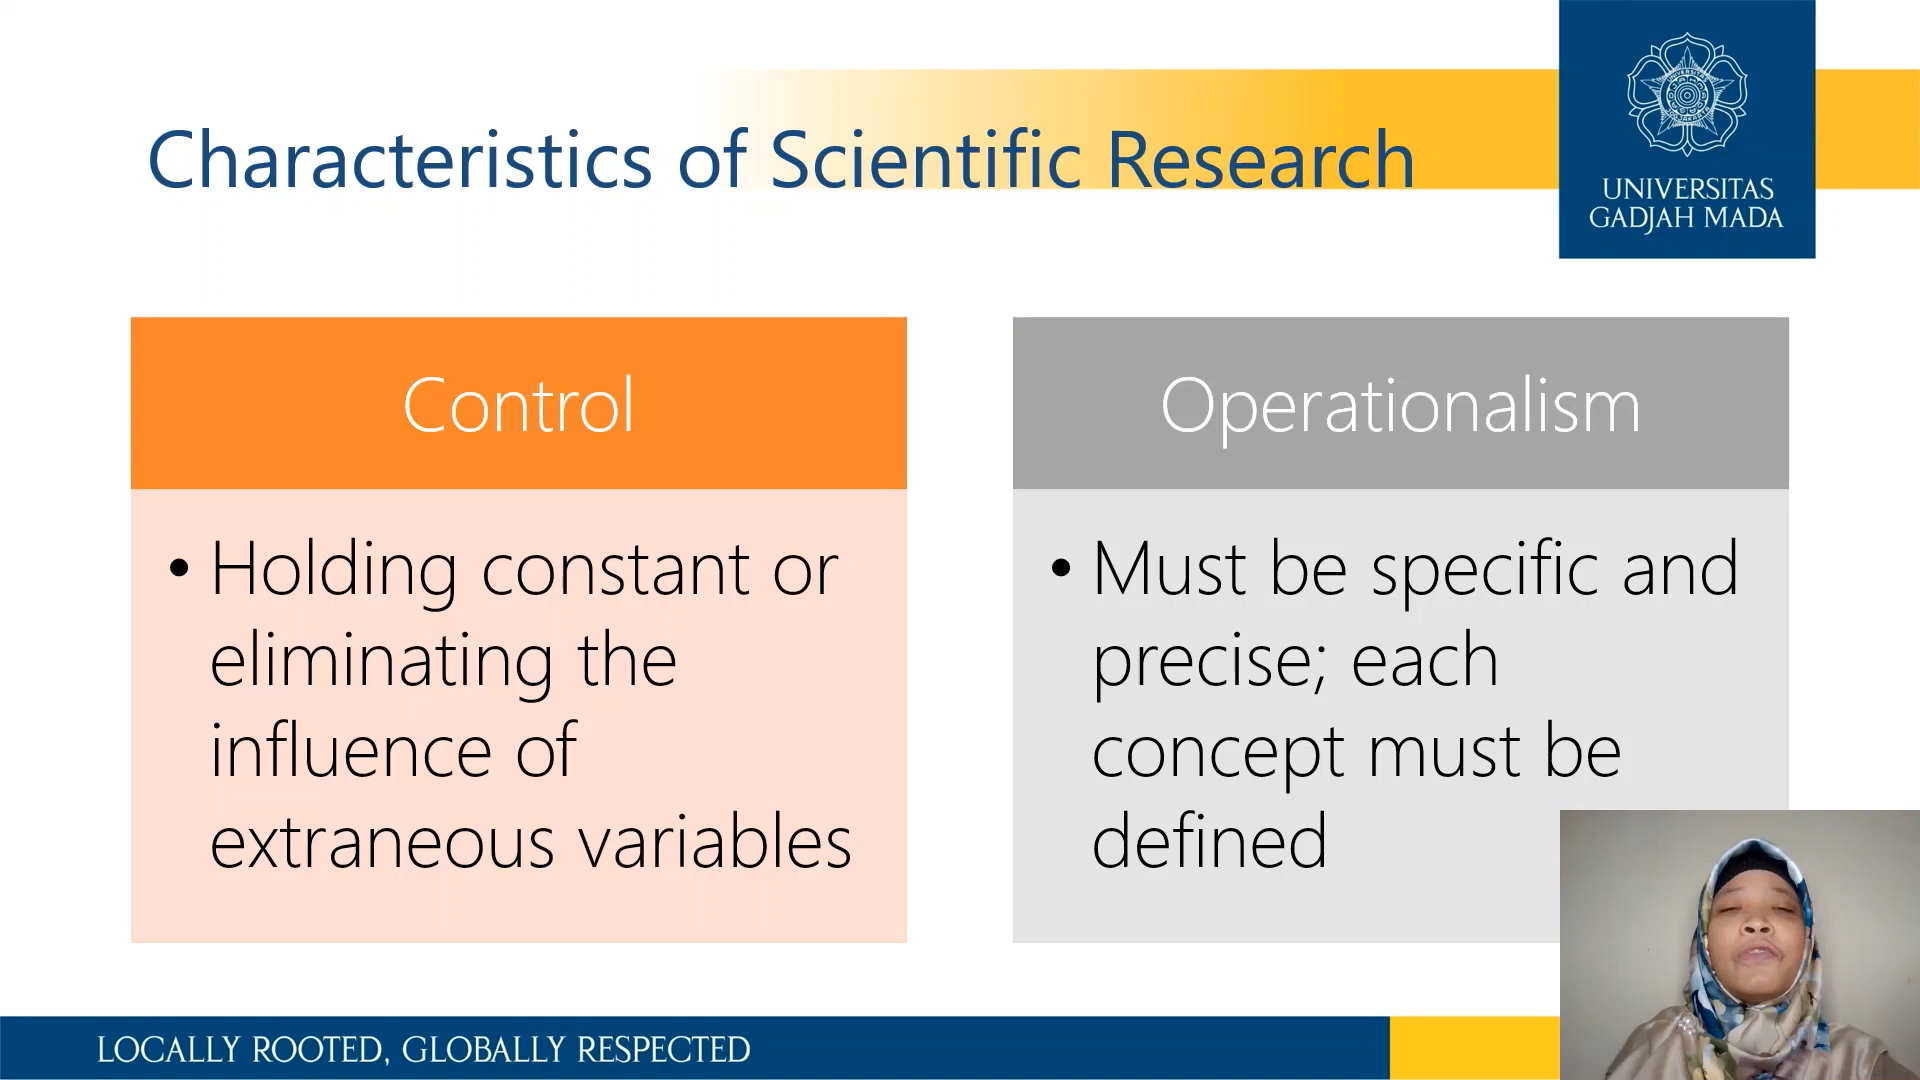 Characteristics of Scientific Research
UNIVERSITAS
GADJAH MADA
Control
• Holding constant or
eliminating the
influence of
extraneous variables
Operationalism
• Must be specific and
precise; each
concept must be
defined
LOCALLY ROOTED, GLOBALLY RESPECTED